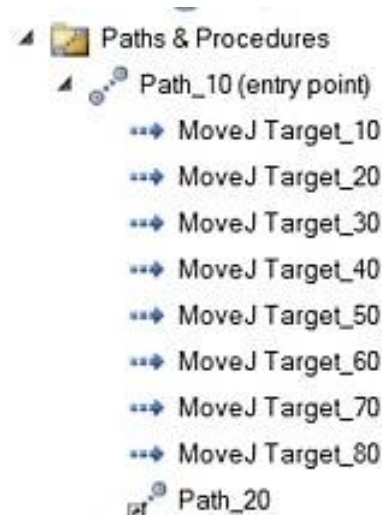 Paths & Procedures
Path_10 (entry point)
MoveJ Target_10
MoveJ Target_20
MoveJ Target_30
MoveJ Target_40
MoveJ Target_50
MoveJ Target_60
MoveJ Target_70
MoveJ Target_80
Path_20